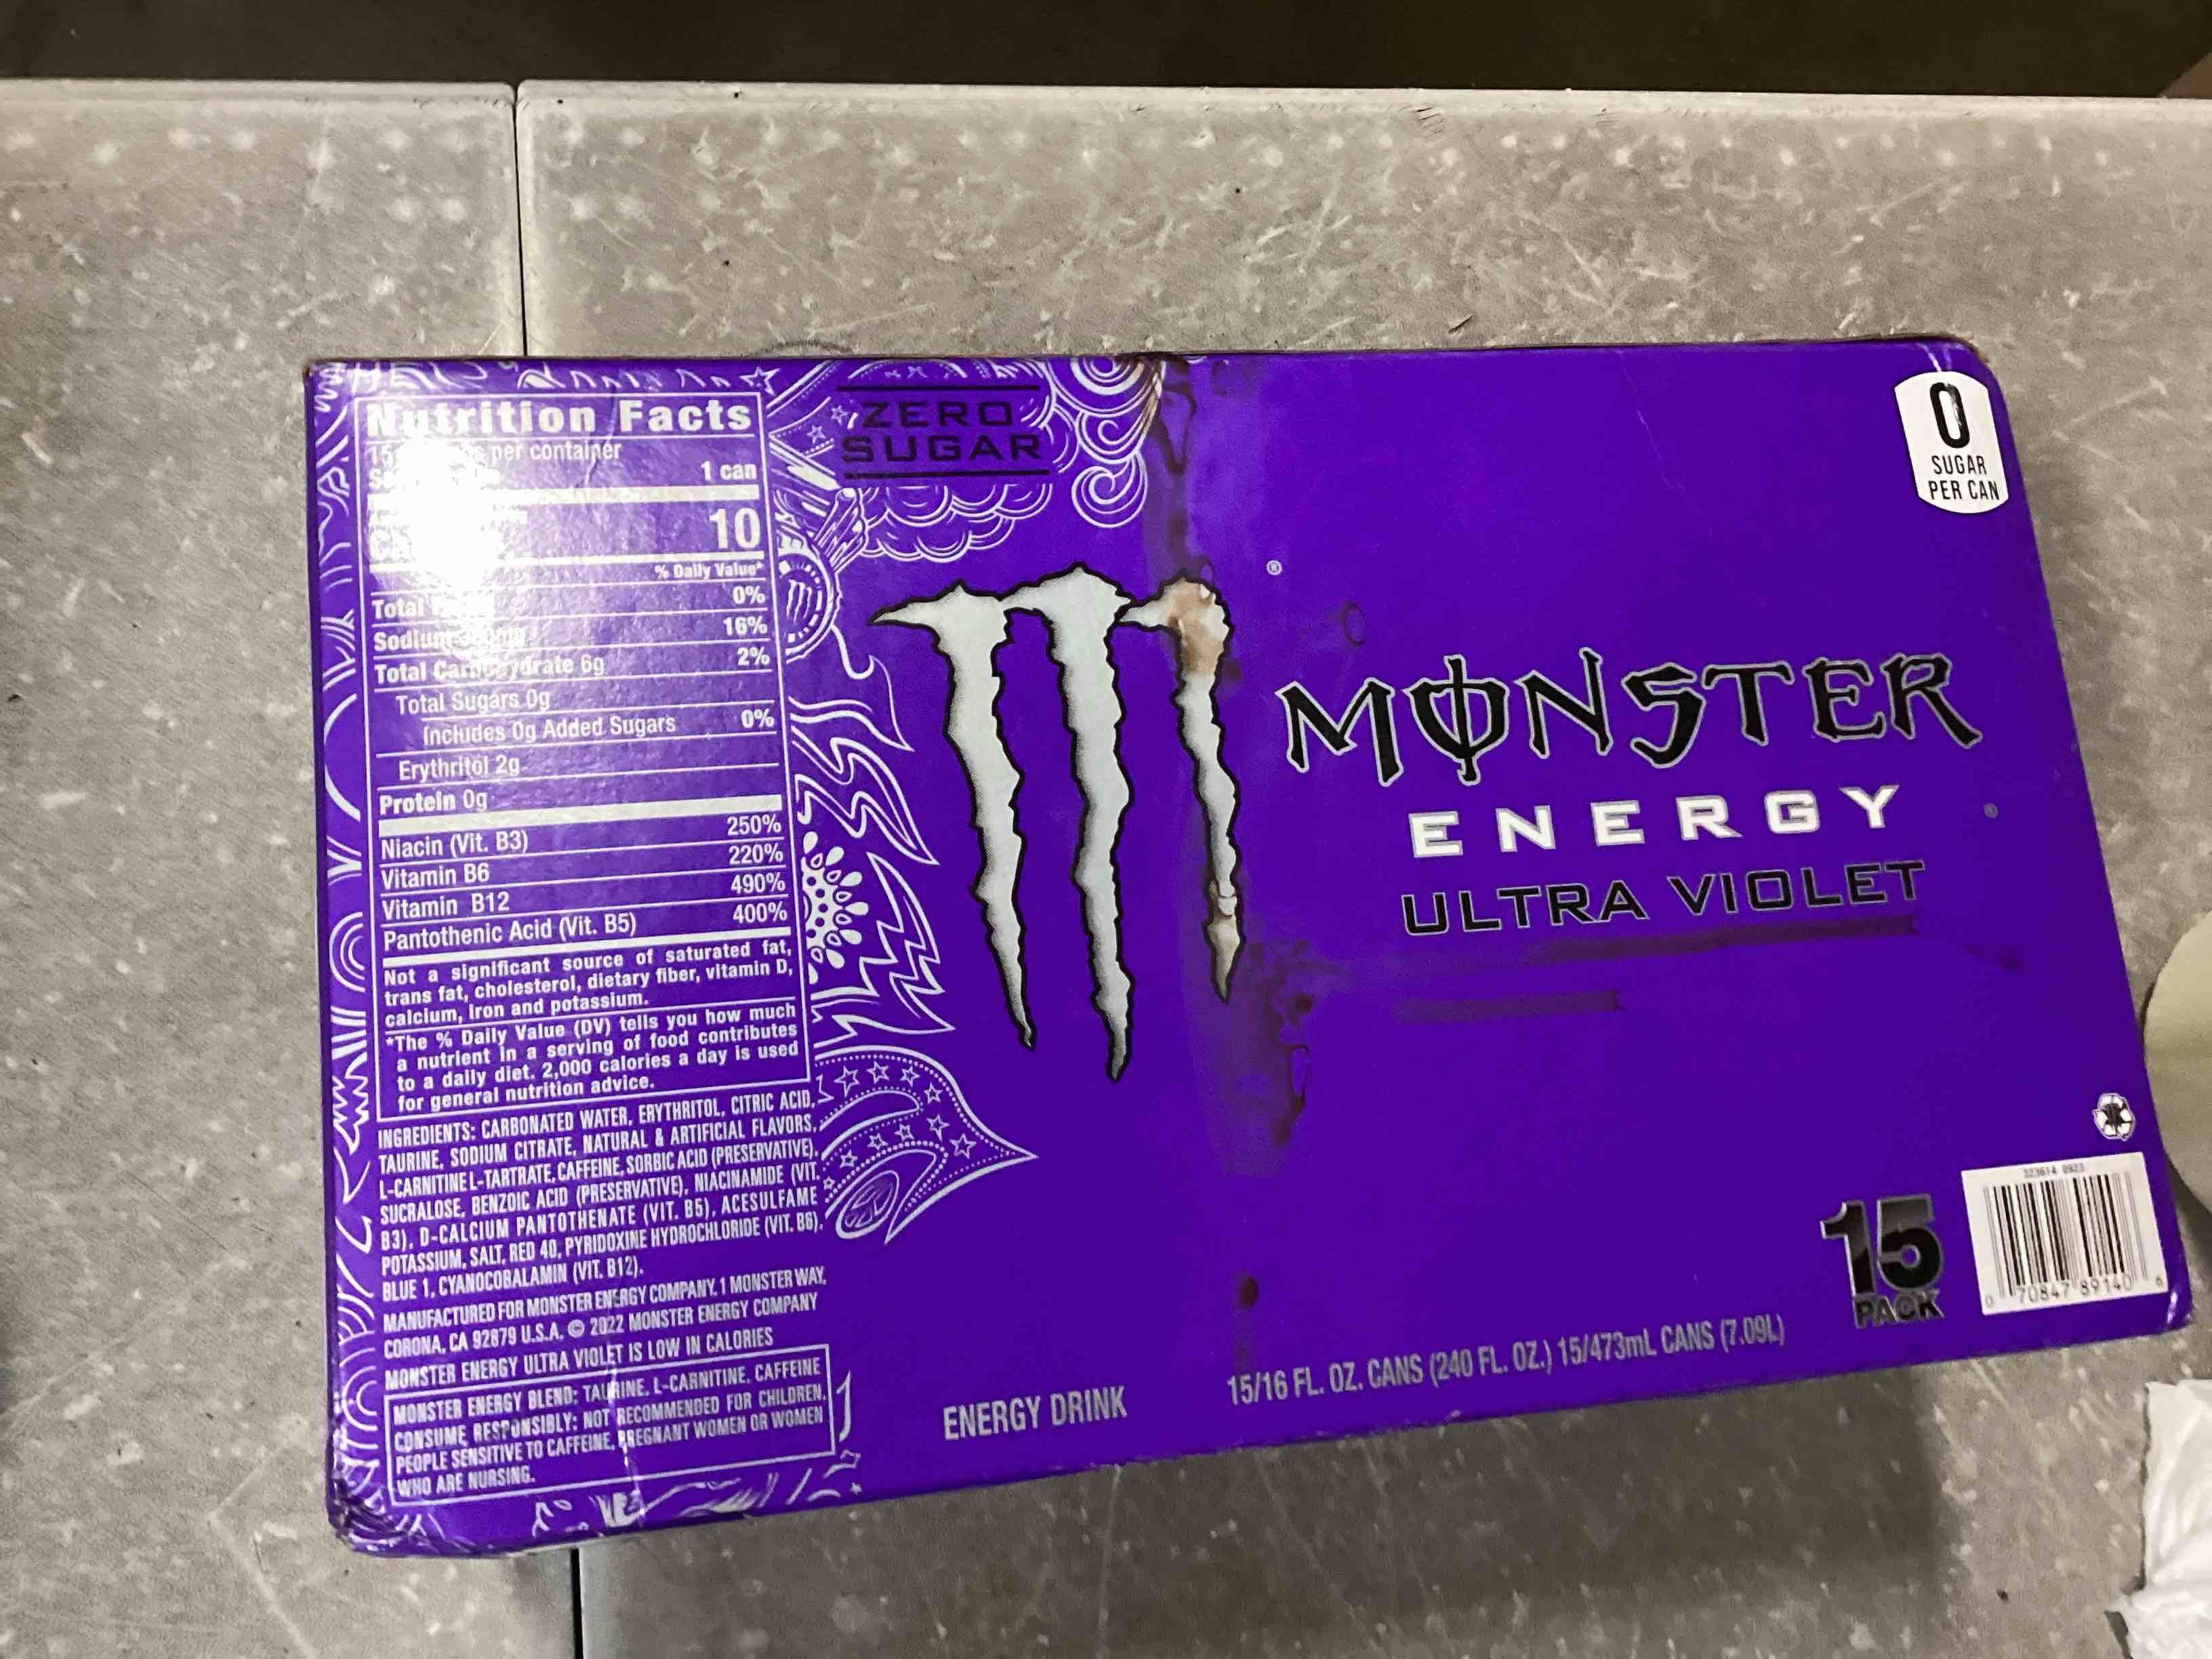 Nutrition Facts
15 per container
1 can
10
% Daily Value*
Total 0%
Sodium 16%
Total Carbohydrate 6g 2%
Total Sugars 0g
Includes 0g Added Sugars 0%
Erythritol 2g
Protein 0g
Niacin (Vit. B3) 250%
Vitamin B6 220%
Vitamin B12 490%
Pantothenic Acid (Vit. B5) 400%
Not a significant source of saturated fat,
trans fat, cholesterol, dietary fiber, vitamin D,
calcium, iron and potassium.
*The % Daily Value (DV) tells you how much
a nutrient in a serving of food contributes
to a daily diet. 2,000 calories a day is used
for general nutrition advice.
INGREDIENTS: CARBONATED WATER, ERYTHRITOL, CITRIC ACID,
TAURINE, SODIUM CITRATE, NATURAL & ARTIFICIAL FLAVORS,
L-CARNITINE L-TARTRATE, CAFFEINE, SORBIC ACID (PRESERVATIVE),
SUCRALOSE, BENZOIC ACID (PRESERVATIVE), NIACINAMIDE (VIT.
B3), D-CALCIUM PANTOTHENATE (VIT. B5), ACESULFAME
POTASSIUM, SALT, RED 40, PYRIDOXINE HYDROCHLORIDE (VIT. B6),
BLUE 1, CYANOCOBALAMIN (VIT. B12).
MANUFACTURED FOR MONSTER ENERGY COMPANY, 1 MONSTER WAY,
CORONA, CA 92879 U.S.A. © 2022 MONSTER ENERGY COMPANY
MONSTER ENERGY ULTRA VIOLET IS LOW IN CALORIES
MONSTER ENERGY BLEND: TAURINE, L-CARNITINE, CAFFEINE
CONSUME RESPONSIBLY: NOT RECOMMENDED FOR CHILDREN,
PEOPLE SENSITIVE TO CAFFEINE, PREGNANT WOMEN OR WOMEN
WHO ARE NURSING.
ZERO
SUGAR
0
SUGAR
PER CAN
®
MONSTER
ENERGY
®
ULTRA VIOLET
323614 0923
0 70847 89140 6
15
PACK
ENERGY DRINK
15/16 FL. OZ. CANS (240 FL. OZ.) 15/473mL CANS (7.09L)